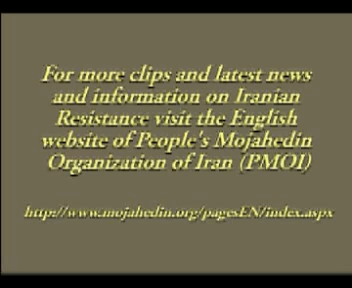 For more clips and latest news
and information on Iranian
Resistance visit the English
website of People's Mojahedin
Organization of Iran (PMOI)
http://www.mojahedin.org/pagesEN/index.aspx